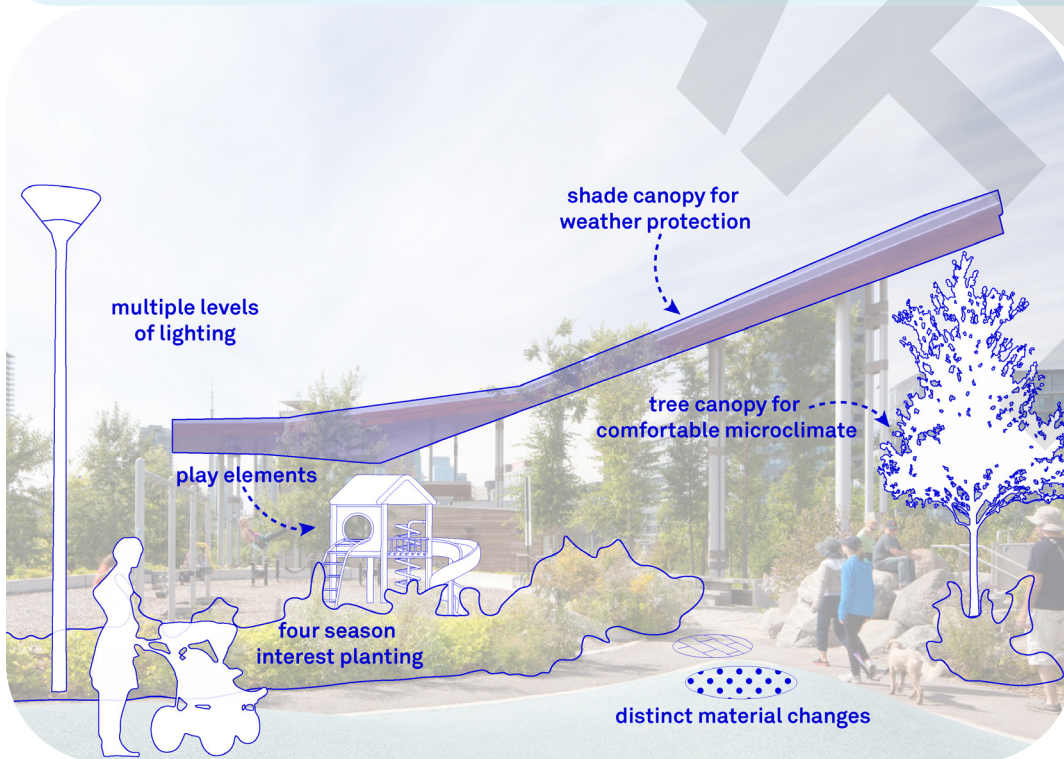 shade canopy for
weather protection
multiple levels
of lighting
tree canopy for
comfortable microclimate
play elements
four season
interest planting
distinct material changes